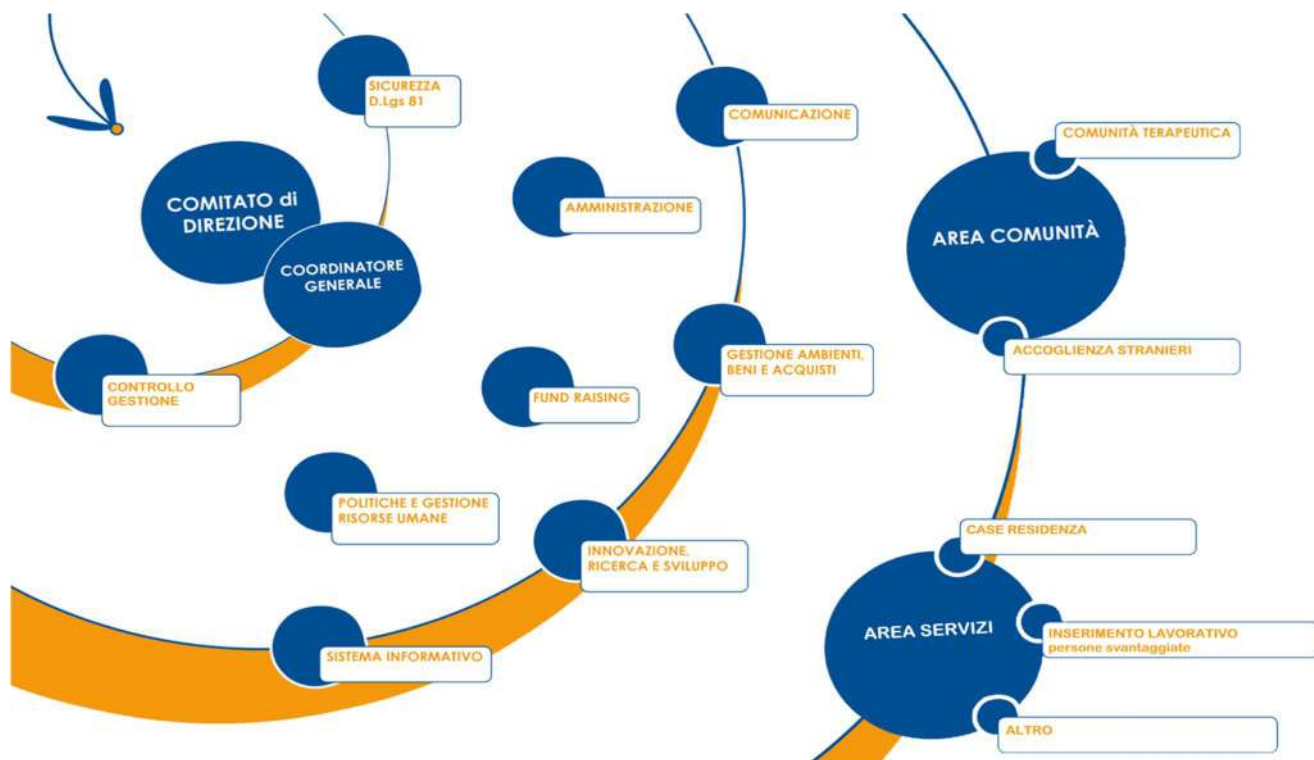 SICUREZZA
D.Lgs 81
COMITATO di
DIREZIONE
COORDINATORE
GENERALE
CONTROLLO
GESTIONE
COMUNICAZIONE
AMMINISTRAZIONE
GESTIONE AMBIENTI,
BENI E ACQUISTI
FUND RAISING
POLITICHE E GESTIONE
RISORSE UMANE
INNOVAZIONE,
RICERCA E SVILUPPO
SISTEMA INFORMATIVO
COMUNITÀ TERAPEUTICA
AREA COMUNITÀ
ACCOGLIENZA STRANIERI
CASE RESIDENZA
AREA SERVIZI
INSERIMENTO LAVORATIVO
persone svantaggiate
ALTRO